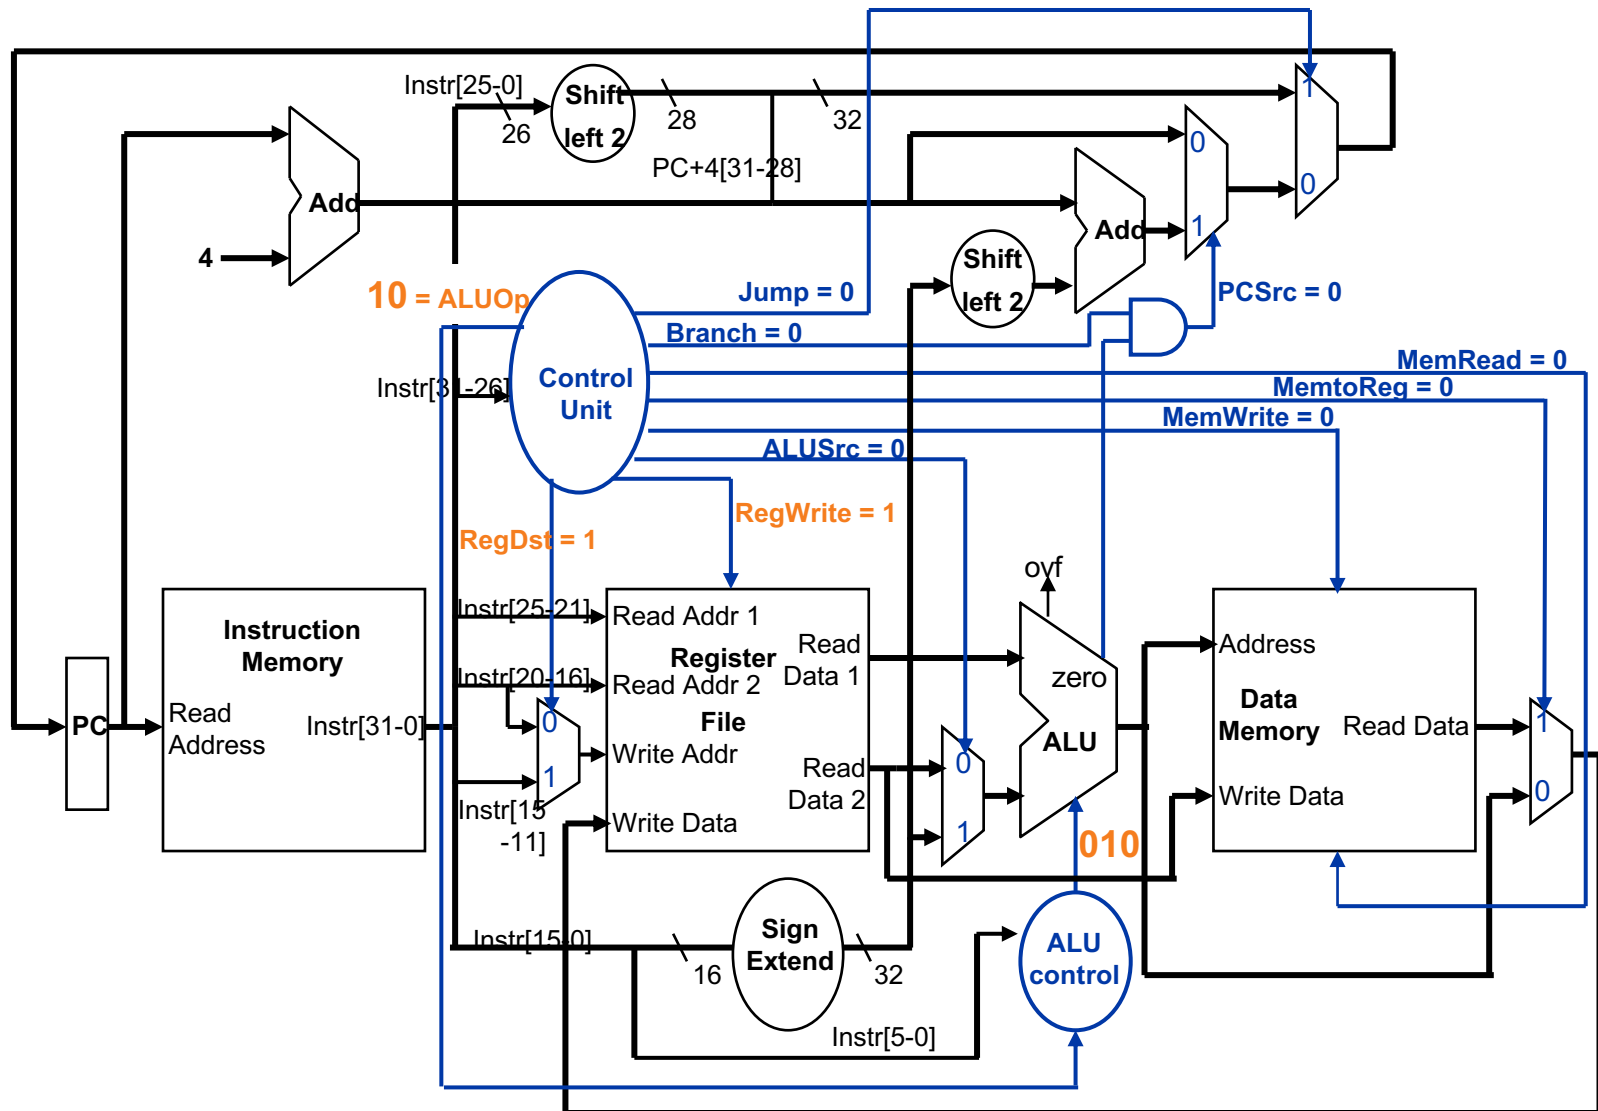 Instr[25-0]
Shift
left 2
26
28
32
PC+4[31-28]
1
0
0
1
Add
Add
4
Shift
left 2
10 = ALUOp
Jump = 0
Branch = 0
PCSrc = 0
MemRead = 0
MemtoReg = 0
MemWrite = 0
ALUSrc = 0
Instr[31-26]
Control
Unit
RegWrite = 1
RegDst = 1
ovf
Instr[25-21]
Read Addr 1
Instruction
Memory
Register
File
Read
Data 1
Instr[20-16]
Read Addr 2
zero
Address
Data
Memory
PC
Read
Address
Instr[31-0]
0
1
Write Addr
ALU
Read Data
1
0
Read
Data 2
0
1
Write Data
Instr[15
-11]
Write Data
010
Instr[15-0]
Sign
Extend
16
32
ALU
control
Instr[5-0]